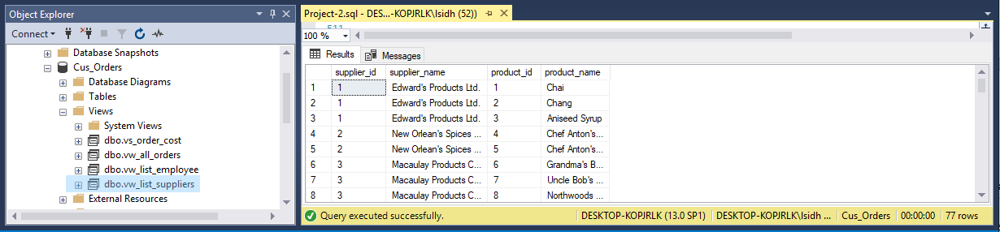 Object Explorer
Connect
Database Snapshots
Cus_Orders
Database Diagrams
Tables
Views
System Views
dbo.vs_order_cost
dbo.vw_all_orders
dbo.vw_list_employee
dbo.vw_list_suppliers
External Resources
Project-2.sql - DES...-KOPJRLK\lsidh (52))
511
100 %
Results Messages
supplier_id supplier_name product_id product_name
1 1 Edward's Products Ltd. 1 Chai
2 1 Edward's Products Ltd. 2 Chang
3 1 Edward's Products Ltd. 3 Aniseed Syrup
4 2 New Orlean's Spices ... 4 Chef Anton's...
5 2 New Orlean's Spices ... 5 Chef Anton's...
6 3 Macaulay Products C... 6 Grandma's B...
7 3 Macaulay Products C... 7 Uncle Bob's ...
8 3 Macaulay Products C... 8 Northwoods ...
Query executed successfully. DESKTOP-KOPJRLK (13.0 SP1) DESKTOP-KOPJRLK\lsidh ... Cus_Orders 00:00:00 77 rows